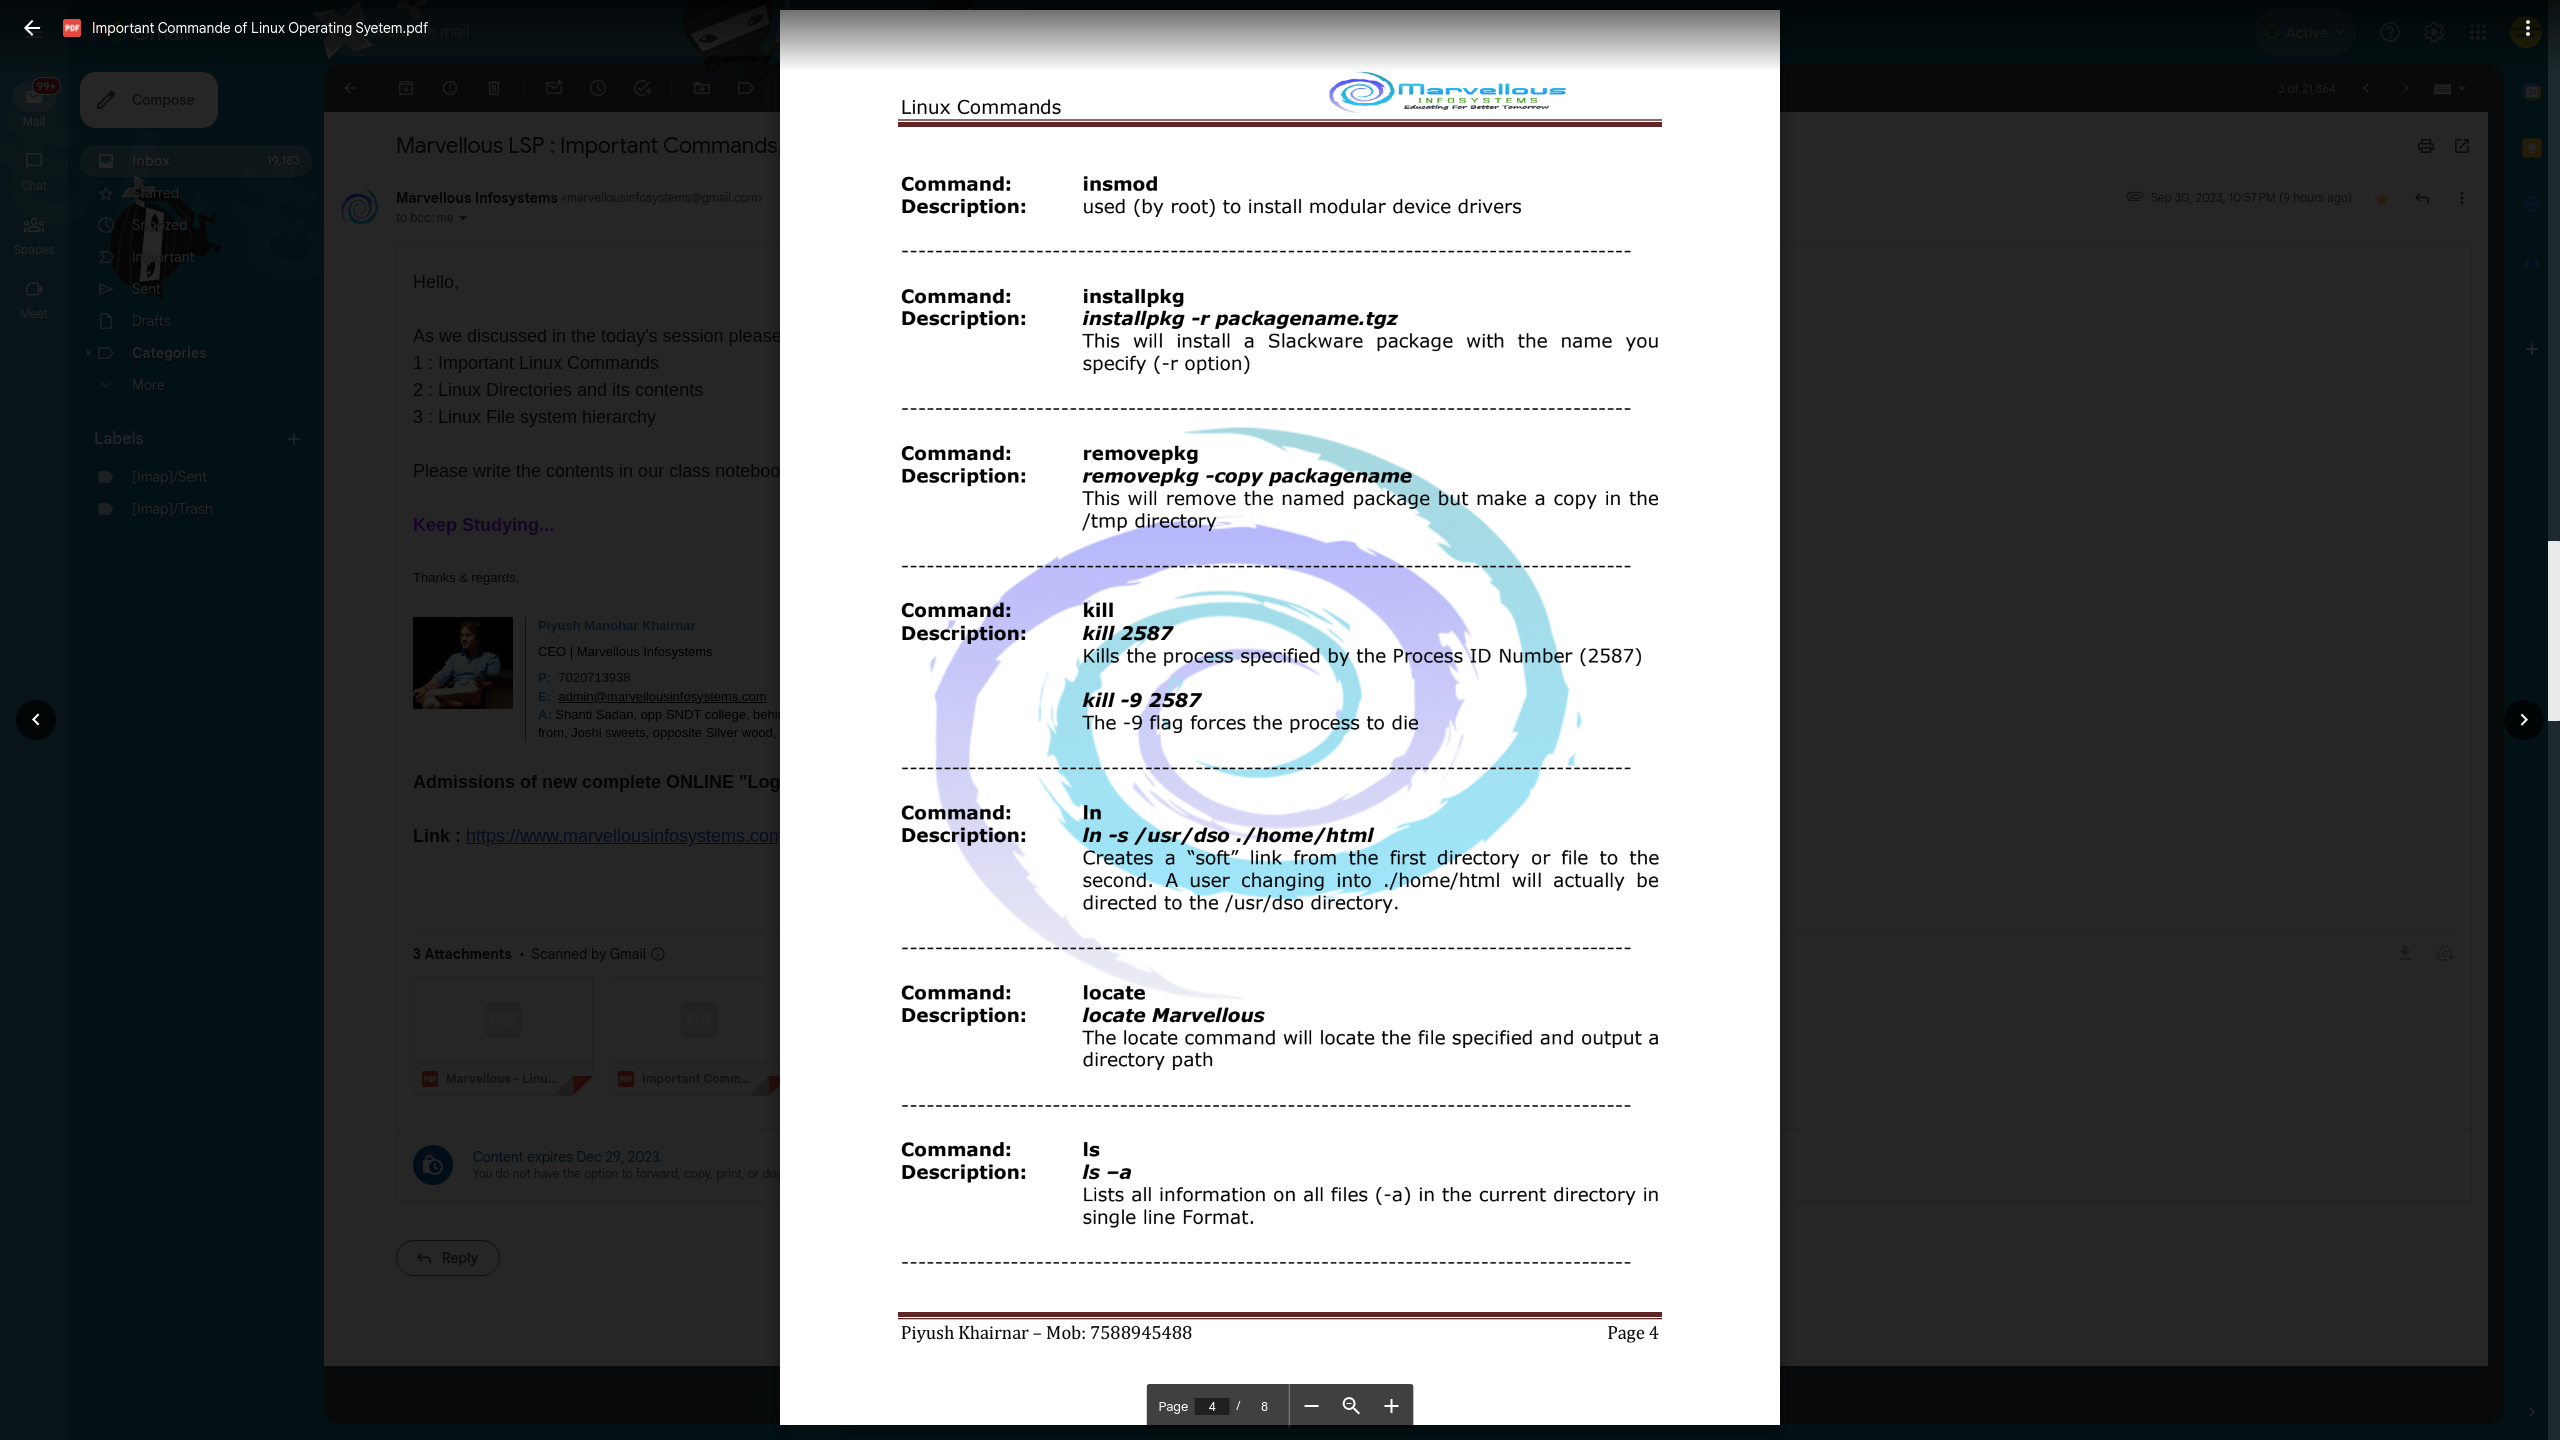 Important Commande of Linux Operating Syetem.pdf
mail
Active
99+
Mail
Chat
Spaces
Meet
Compose
Inbox 19,183
Starred
Snoozed
Important
Sent
Drafts
Categories
More
Labels
[Imap]/Sent
[Imap]/Trash
3 of 21,864
Marvellous LSP : Important Commands
Marvellous Infosystems <marvellousinfosystems@gmail.com>
to bcc: me
Sep 30, 2023, 10:57 PM (9 hours ago)
Hello,
As we discussed in the today's session please
1 : Important Linux Commands
2 : Linux Directories and its contents
3 : Linux File system hierarchy
Please write the contents in our class noteboo
Keep Studying...
Thanks & regards,
Piyush Manohar Khairnar
CEO | Marvellous Infosystems
P: 7020713938
E: admin@marvellousinfosystems.com
A: Shanti Sadan, opp SNDT college, behi
from, Joshi sweets, opposite Silver wood,
Admissions of new complete ONLINE "Log
Link : https://www.marvellousinfosystems.com
3 Attachments • Scanned by Gmail
PDF
PDF
Marvellous - Linu...
Important Comm...
Content expires Dec 29, 2023.
You do not have the option to forward, copy, print, or dow
Reply
Linux Commands
Marvellous
INFOSYSTEMS
Educating For Better Tomorrow
Command: insmod
Description: used (by root) to install modular device drivers
--------------------------------------------------------------------------------------
Command: installpkg
Description: installpkg -r packagename.tgz
This will install a Slackware package with the name you
specify (-r option)
--------------------------------------------------------------------------------------
Command: removepkg
Description: removepkg -copy packagename
This will remove the named package but make a copy in the
/tmp directory
--------------------------------------------------------------------------------------
Command: kill
Description: kill 2587
Kills the process specified by the Process ID Number (2587)
kill -9 2587
The -9 flag forces the process to die
--------------------------------------------------------------------------------------
Command: ln
Description: ln -s /usr/dso ./home/html
Creates a “soft” link from the first directory or file to the
second. A user changing into ./home/html will actually be
directed to the /usr/dso directory.
--------------------------------------------------------------------------------------
Command: locate
Description: locate Marvellous
The locate command will locate the file specified and output a
directory path
--------------------------------------------------------------------------------------
Command: ls
Description: ls –a
Lists all information on all files (-a) in the current directory in
single line Format.
--------------------------------------------------------------------------------------
Piyush Khairnar – Mob: 7588945488 Page 4
Page 4 / 8